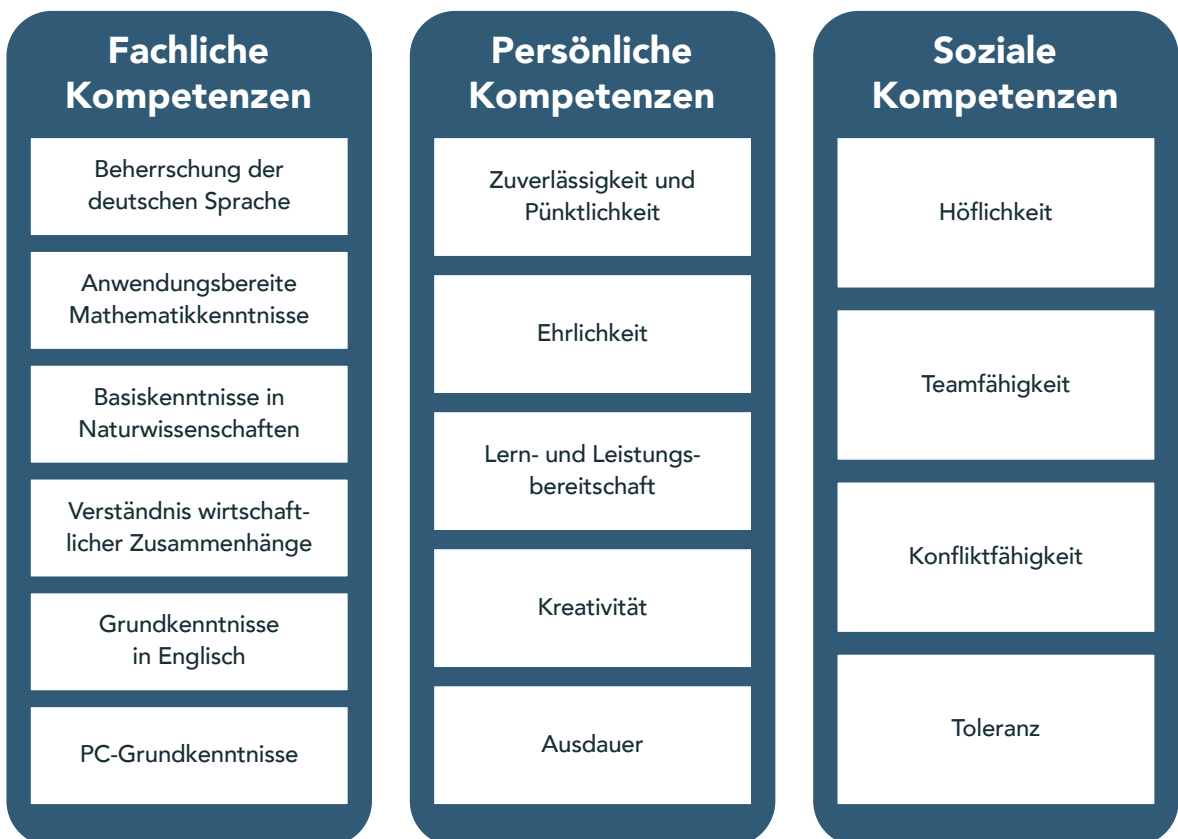 Fachliche
Kompetenzen
Beherrschung der
deutschen Sprache
Anwendungsbereite
Mathematikkenntnisse
Basiskenntnisse in
Naturwissenschaften
Verständnis wirtschaft-
licher Zusammenhänge
Grundkenntnisse
in Englisch
PC-Grundkenntnisse
Persönliche
Kompetenzen
Zuverlässigkeit und
Pünktlichkeit
Ehrlichkeit
Lern- und Leistungs-
bereitschaft
Kreativität
Ausdauer
Soziale
Kompetenzen
Höflichkeit
Teamfähigkeit
Konfliktfähigkeit
Toleranz